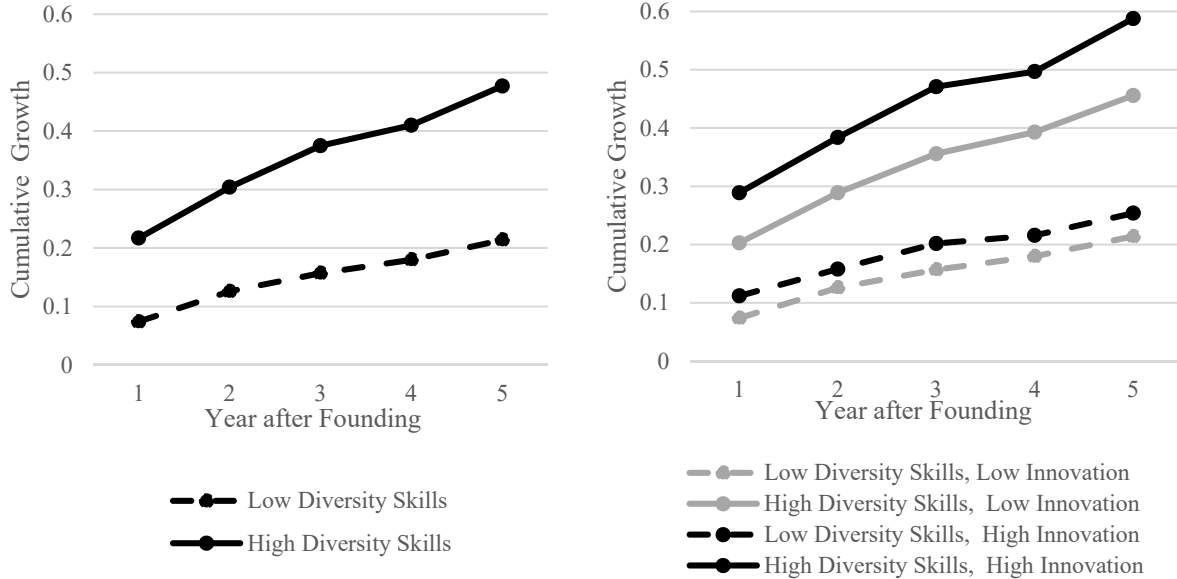 0.6
0.5
0.4
0.3
0.2
0.1
0
Cumulative Growth
1 2 3 4 5
Year after Founding
Low Diversity Skills
High Diversity Skills
0.6
0.5
0.4
0.3
0.2
0.1
0
Cumulative Growth
1 2 3 4 5
Year after Founding
Low Diversity Skills, Low Innovation
High Diversity Skills, Low Innovation
Low Diversity Skills, High Innovation
High Diversity Skills, High Innovation